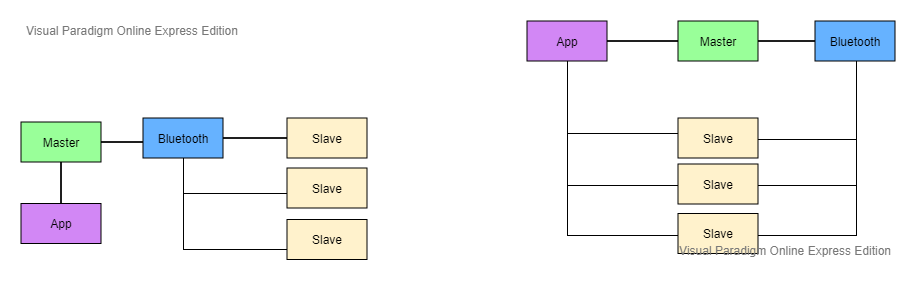 Visual Paradigm Online Express Edition
Master
Bluetooth
Slave
Slave
App
Slave
App
Master
Bluetooth
Slave
Slave
Slave
Visual Paradigm Online Express Edition